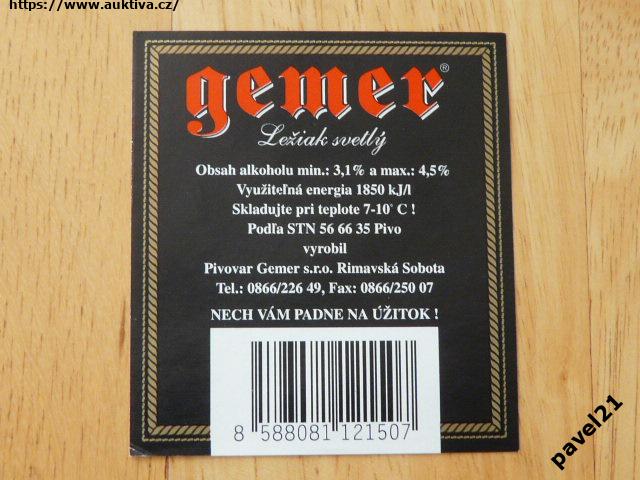 https://www.auktiva.cz/
gemer®
Ležiak svetlý
Obsah alkoholu min.: 3,1% a max.: 4,5%
Využiteľná energia 1850 kJ/l
Skladujte pri teplote 7-10° C !
Podľa STN 56 66 35 Pivo
vyrobil
Pivovar Gemer s.r.o. Rimavská Sobota
Tel.: 0866/226 49, Fax: 0866/250 07
NECH VÁM PADNE NA ÚŽITOK !
8 588081 121507
pavel21